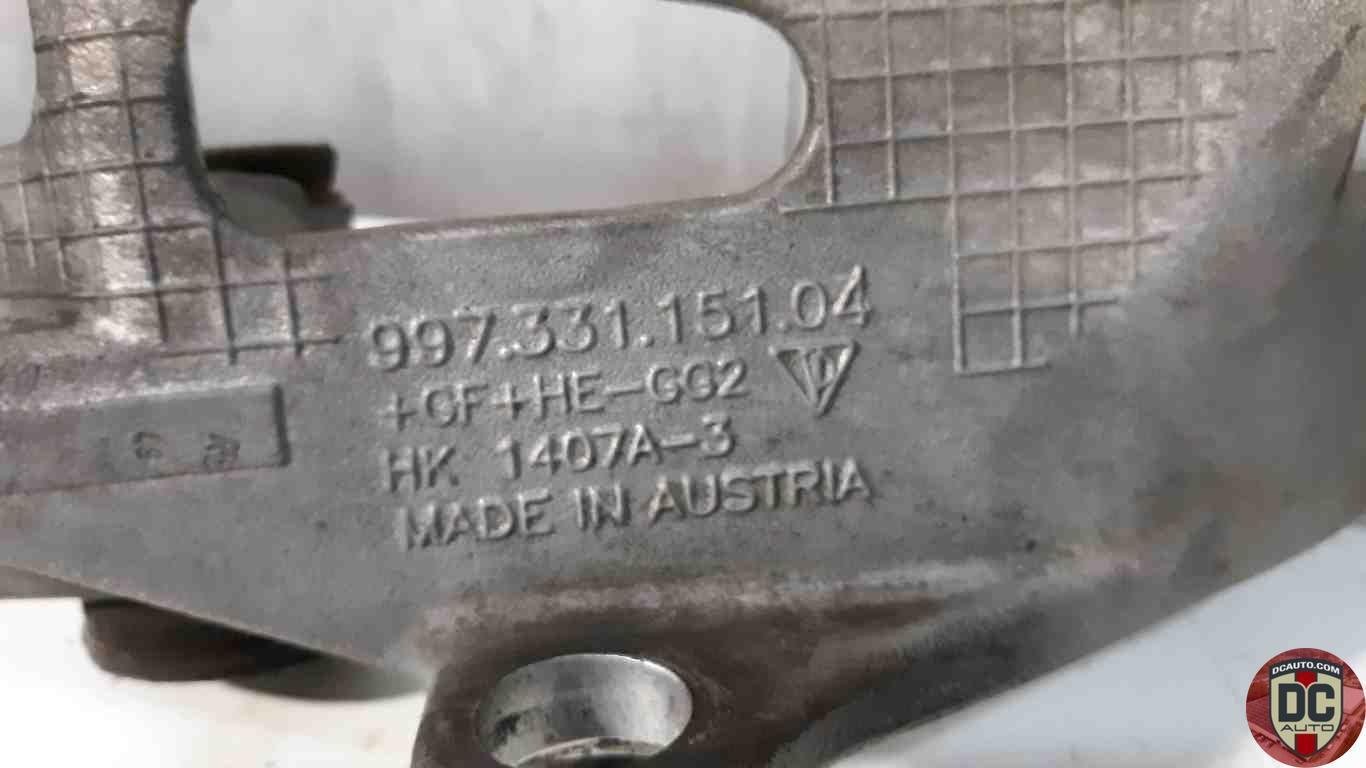 997.331.151.04
+GF+HE-GG2
HK 1407A-3
MADE IN AUSTRIA
DCAUTO.COM
DC
AUTO